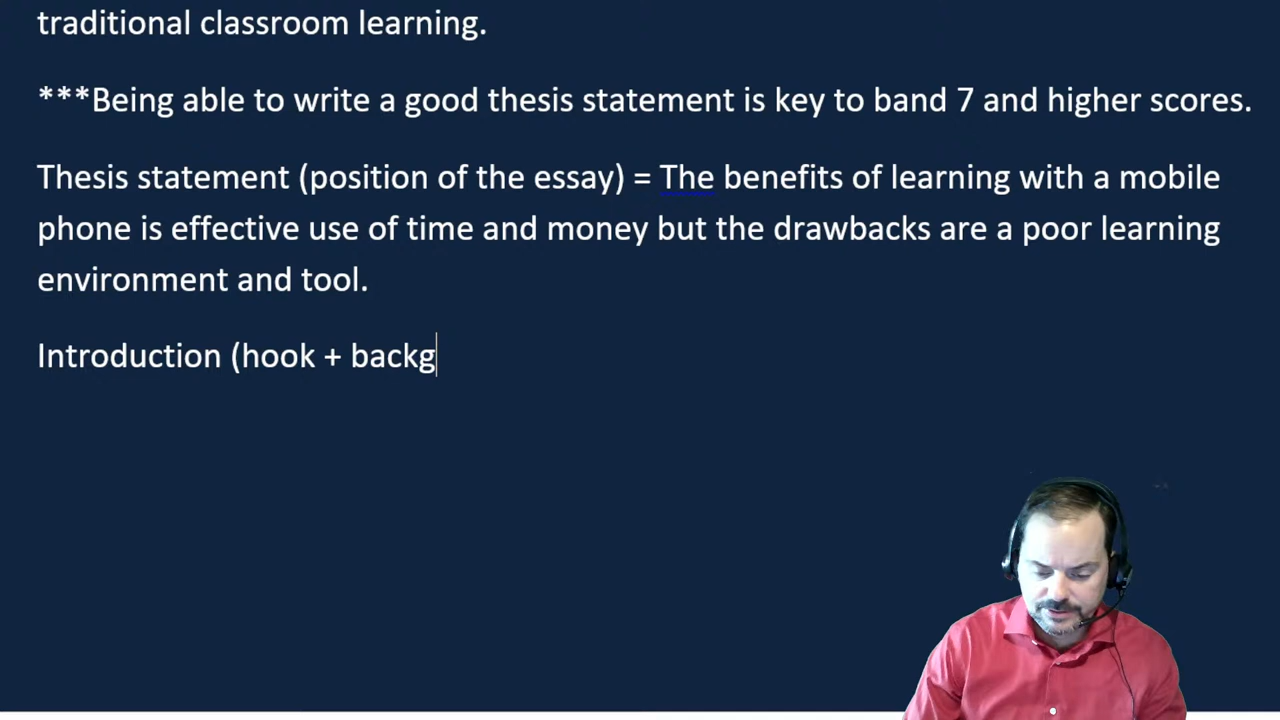 traditional classroom learning.
***Being able to write a good thesis statement is key to band 7 and higher scores.
Thesis statement (position of the essay) = The benefits of learning with a mobile
phone is effective use of time and money but the drawbacks are a poor learning
environment and tool.
Introduction (hook + backg